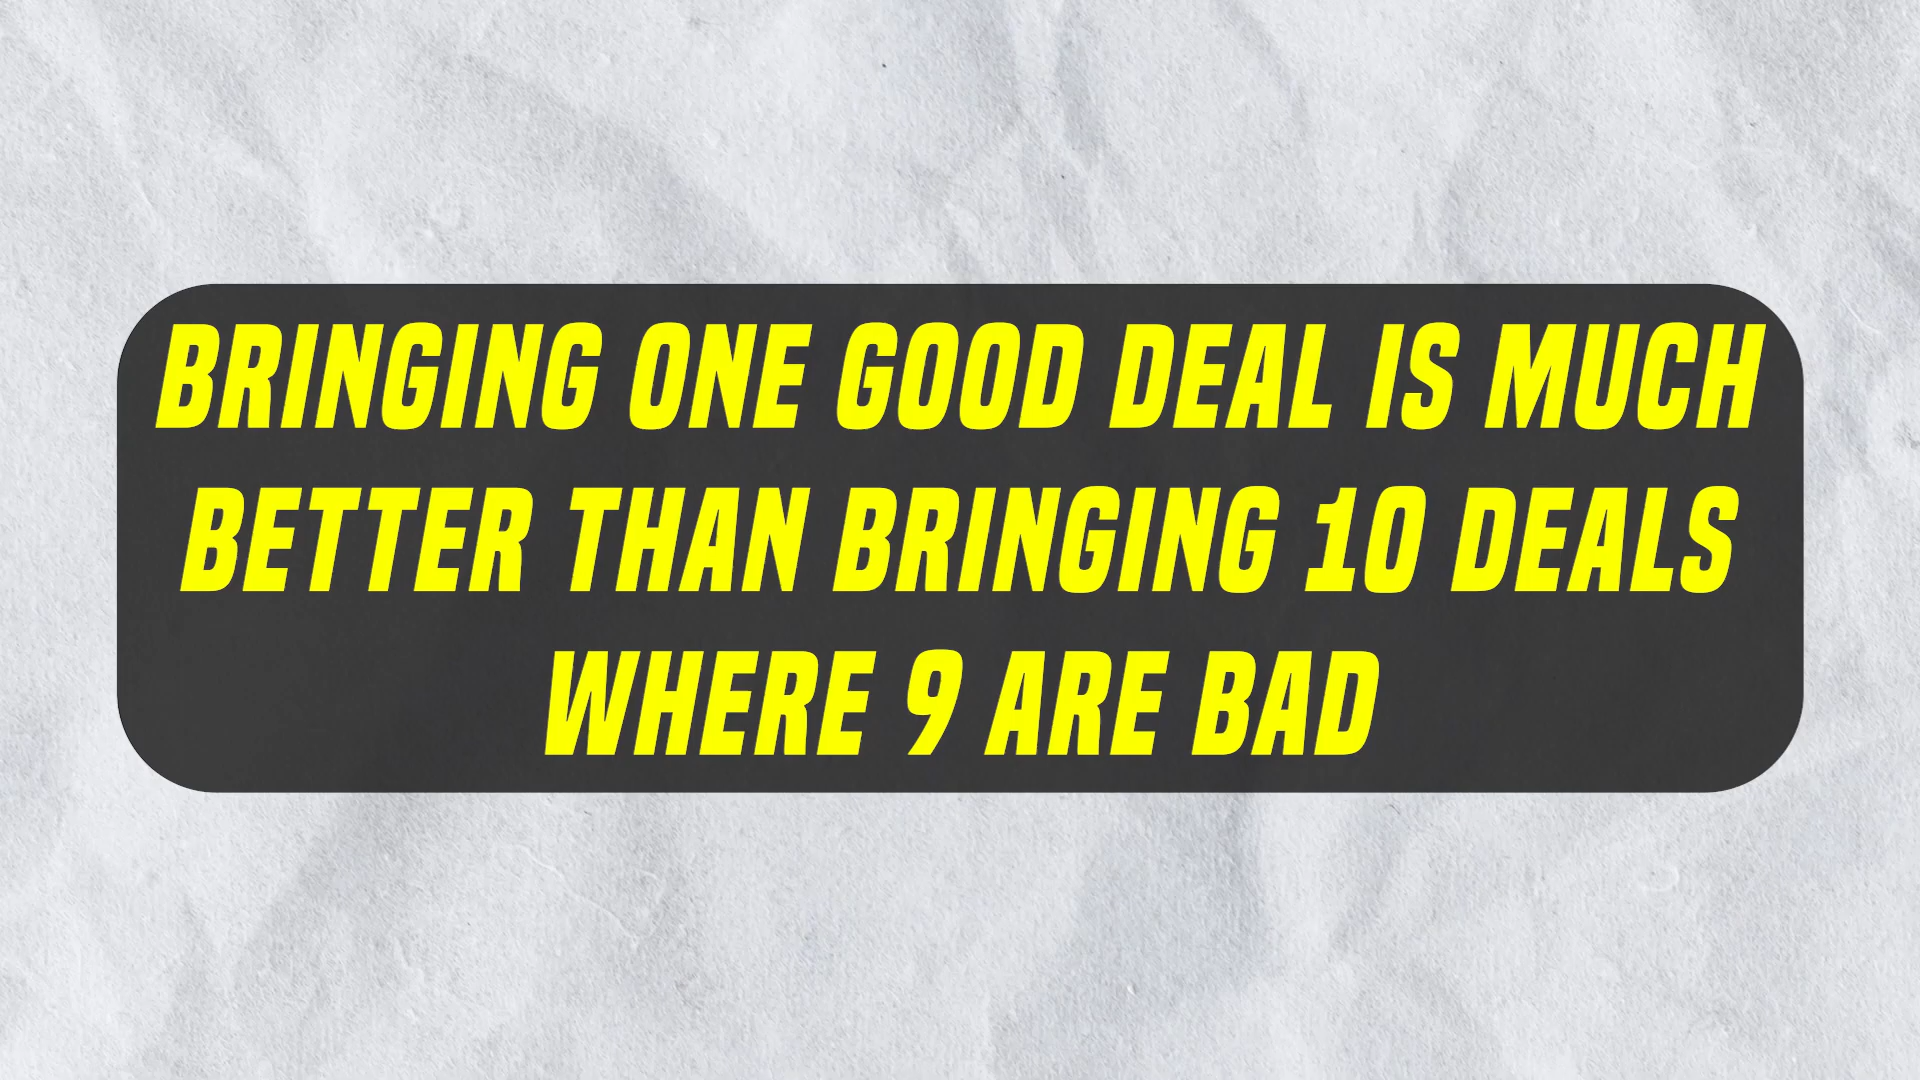 BRINGING ONE GOOD DEAL IS MUCH
BETTER THAN BRINGING 10 DEALS
WHERE 9 ARE BAD